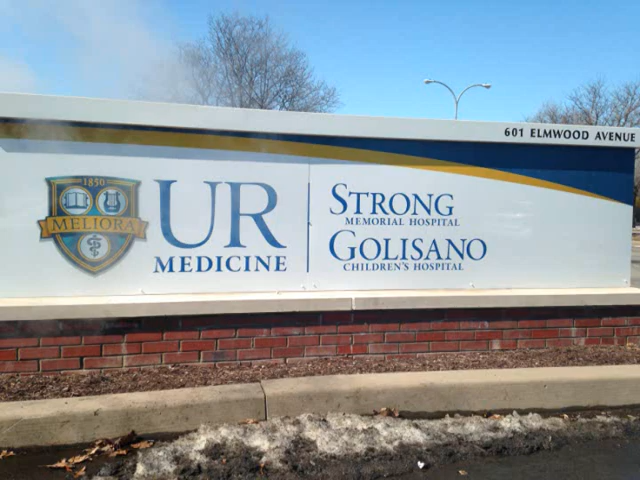 601 ELMWOOD AVENUE
1850
MELIORA
UR
MEDICINE
STRONG
MEMORIAL HOSPITAL
GOLISANO
CHILDREN'S HOSPITAL